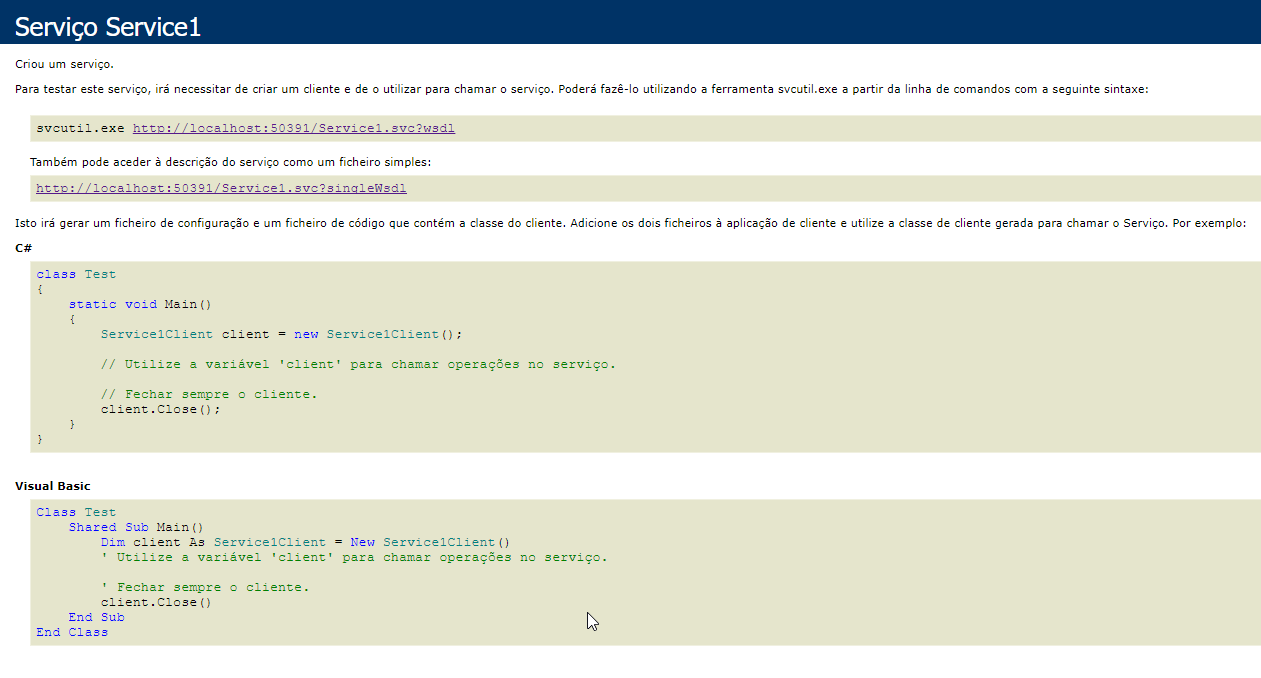 Serviço Service1
Criou um serviço.
Para testar este serviço, irá necessitar de criar um cliente e de o utilizar para chamar o serviço. Poderá fazê-lo utilizando a ferramenta svcutil.exe a partir da linha de comandos com a seguinte sintaxe:
svcutil.exe http://localhost:50391/Service1.svc?wsdl
Também pode aceder à descrição do serviço como um ficheiro simples:
http://localhost:50391/Service1.svc?singleWsdl
Isto irá gerar um ficheiro de configuração e um ficheiro de código que contém a classe do cliente. Adicione os dois ficheiros à aplicação de cliente e utilize a classe de cliente gerada para chamar o Serviço. Por exemplo:
C#
class Test
{
    static void Main()
    {
        Service1Client client = new Service1Client();
        // Utilize a variável 'client' para chamar operações no serviço.
        // Fechar sempre o cliente.
        client.Close();
    }
}
Visual Basic
Class Test
    Shared Sub Main()
        Dim client As Service1Client = New Service1Client()
        ' Utilize a variável 'client' para chamar operações no serviço.
        ' Fechar sempre o cliente.
        client.Close()
    End Sub
End Class